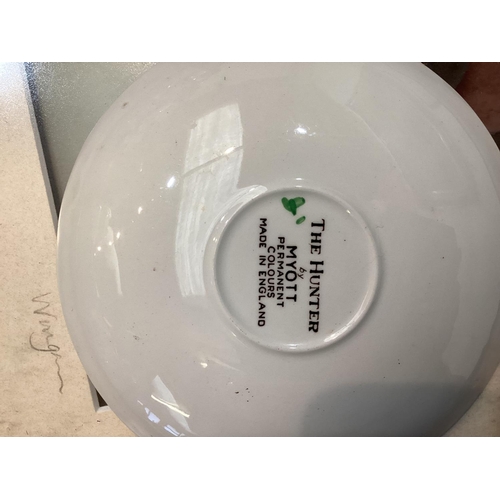 THE HUNTER
by
MYOTT
PERMANENT
COLOURS
MADE IN ENGLAND